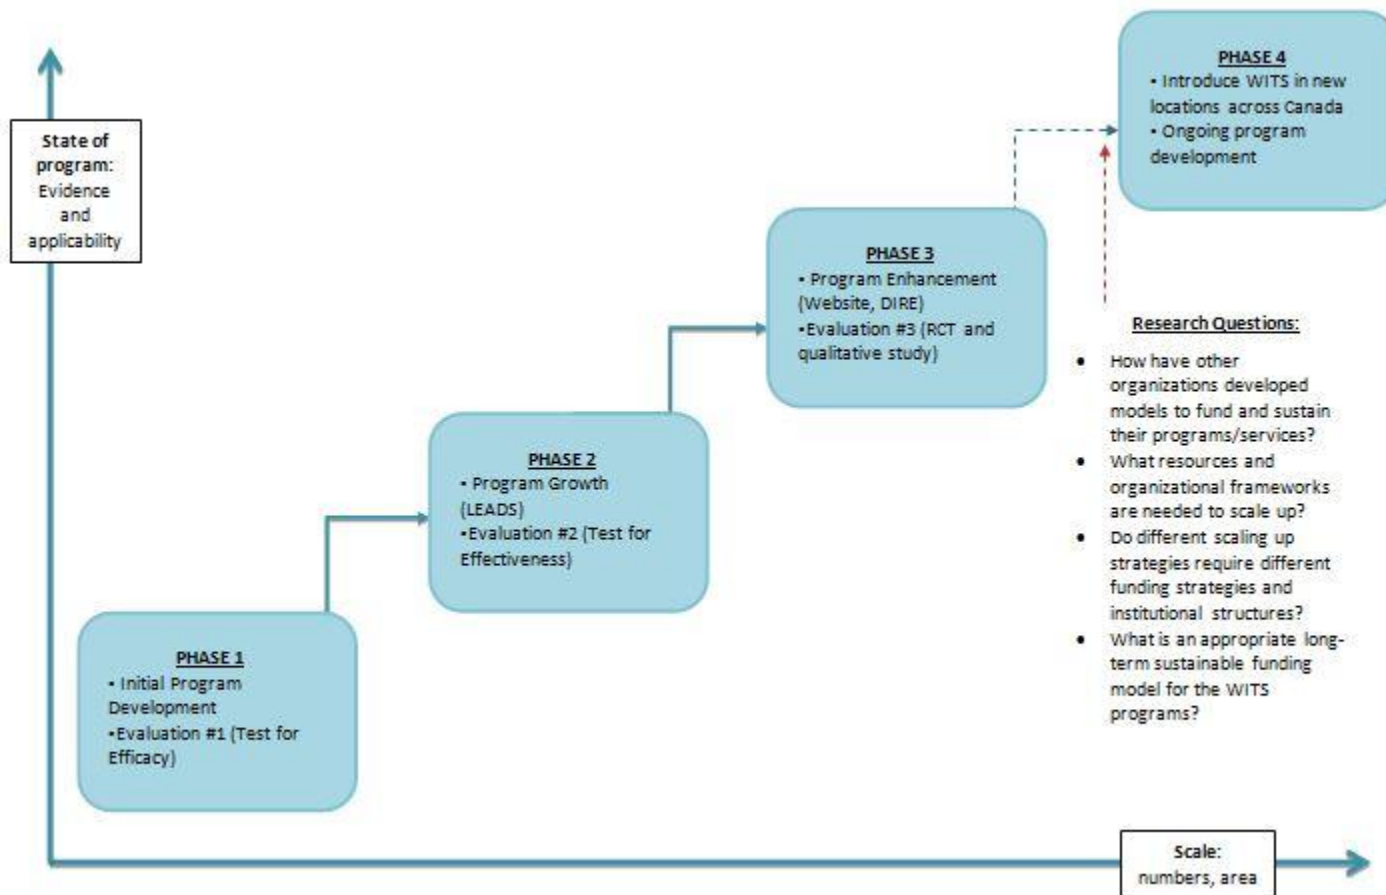 State of
program:
Evidence
and
applicability
PHASE 1
• Initial Program
Development
•Evaluation #1 (Test for
Efficacy)
PHASE 2
• Program Growth
(LEADS)
•Evaluation #2 (Test for
Effectiveness)
PHASE 3
• Program Enhancement
(Website, DIRE)
•Evaluation #3 (RCT and
qualitative study)
PHASE 4
• Introduce WITS in new
locations across Canada
• Ongoing program
development
Research Questions:
• How have other
organizations developed
models to fund and sustain
their programs/services?
• What resources and
organizational frameworks
are needed to scale up?
• Do different scaling up
strategies require different
funding strategies and
institutional structures?
• What is an appropriate long-
term sustainable funding
model for the WITS
programs?
Scale:
numbers, area